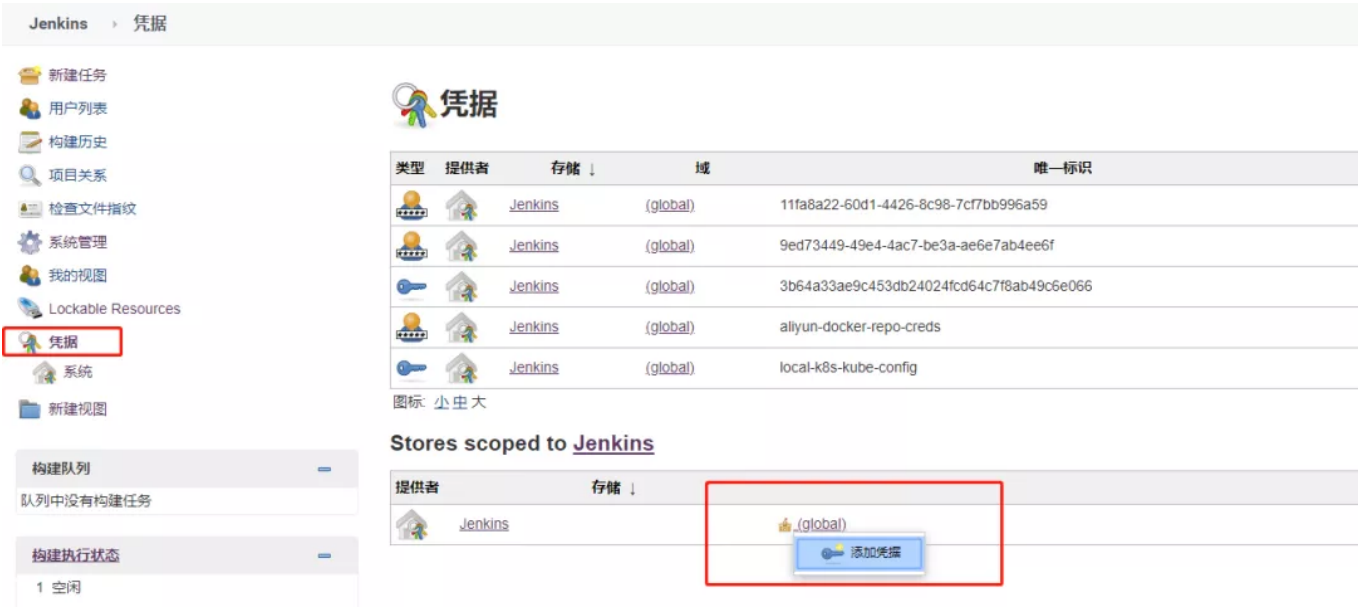 Jenkins › 凭据
新建任务
用户列表
构建历史
项目关系
检查文件指纹
系统管理
我的视图
Lockable Resources
凭据
系统
新建视图
构建队列
队列中没有构建任务
构建执行状态
1 空闲
凭据
类型 提供者 存储 ↓ 域 唯一标识
Jenkins (global) 11fa8a22-60d1-4426-8c98-7cf7bb996a59
Jenkins (global) 9ed73449-49e4-4ac7-be3a-ae6e7ab4ee6f
Jenkins (global) 3b64a33ae9c453db24024fcd64c7f8ab49c6e066
Jenkins (global) aliyun-docker-repo-creds
Jenkins (global) local-k8s-kube-config
图标: 小 中 大
Stores scoped to Jenkins
提供者 存储 ↓
Jenkins (global)
添加凭据